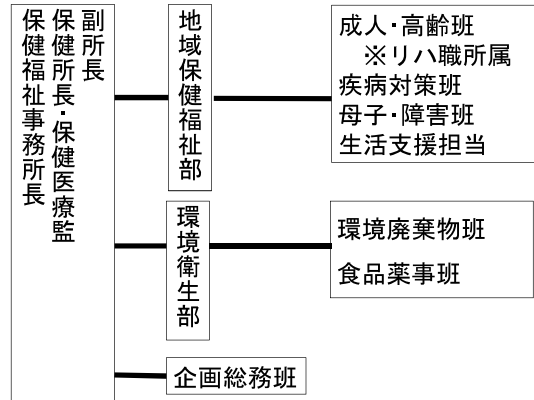 副所長
保健所長・保健医療監
保健福祉事務所長
地域保健福祉部
成人・高齢班
※リハ職所属
疾病対策班
母子・障害班
生活支援担当
環境衛生部
環境廃棄物班
食品薬事班
企画総務班